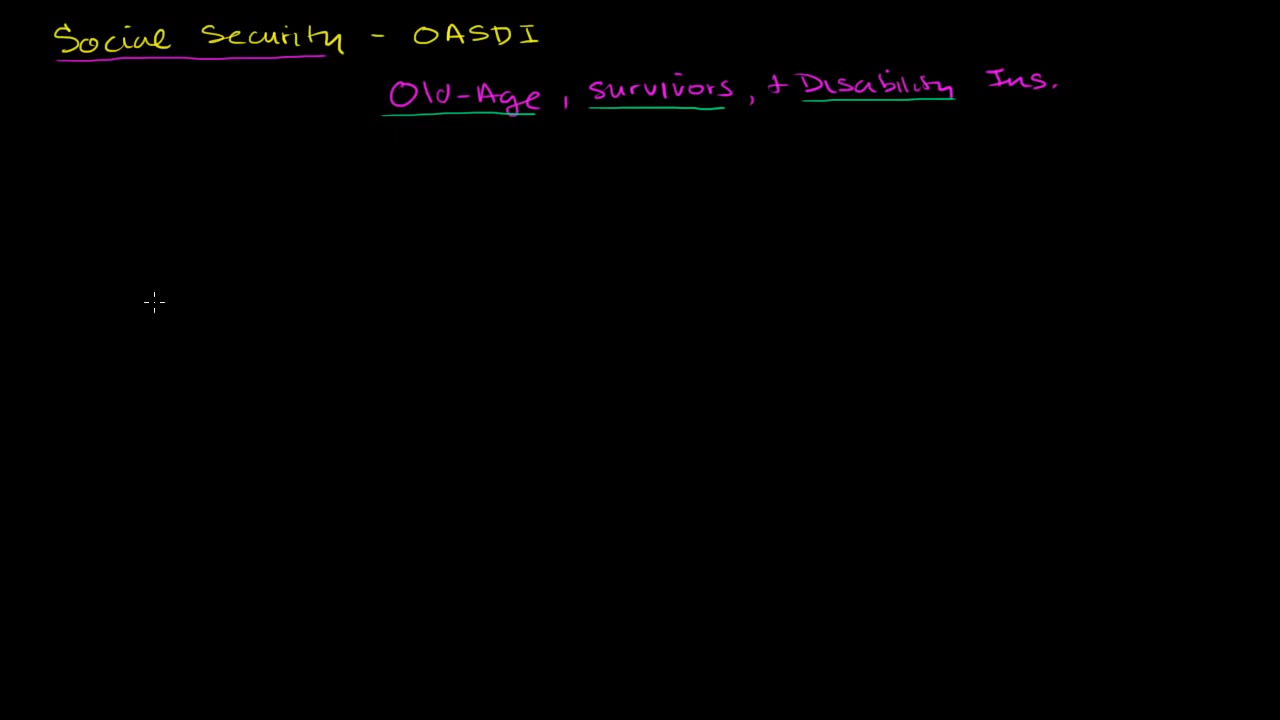 Social Security - OASDI
Old-Age, survivors, + Disability Ins.